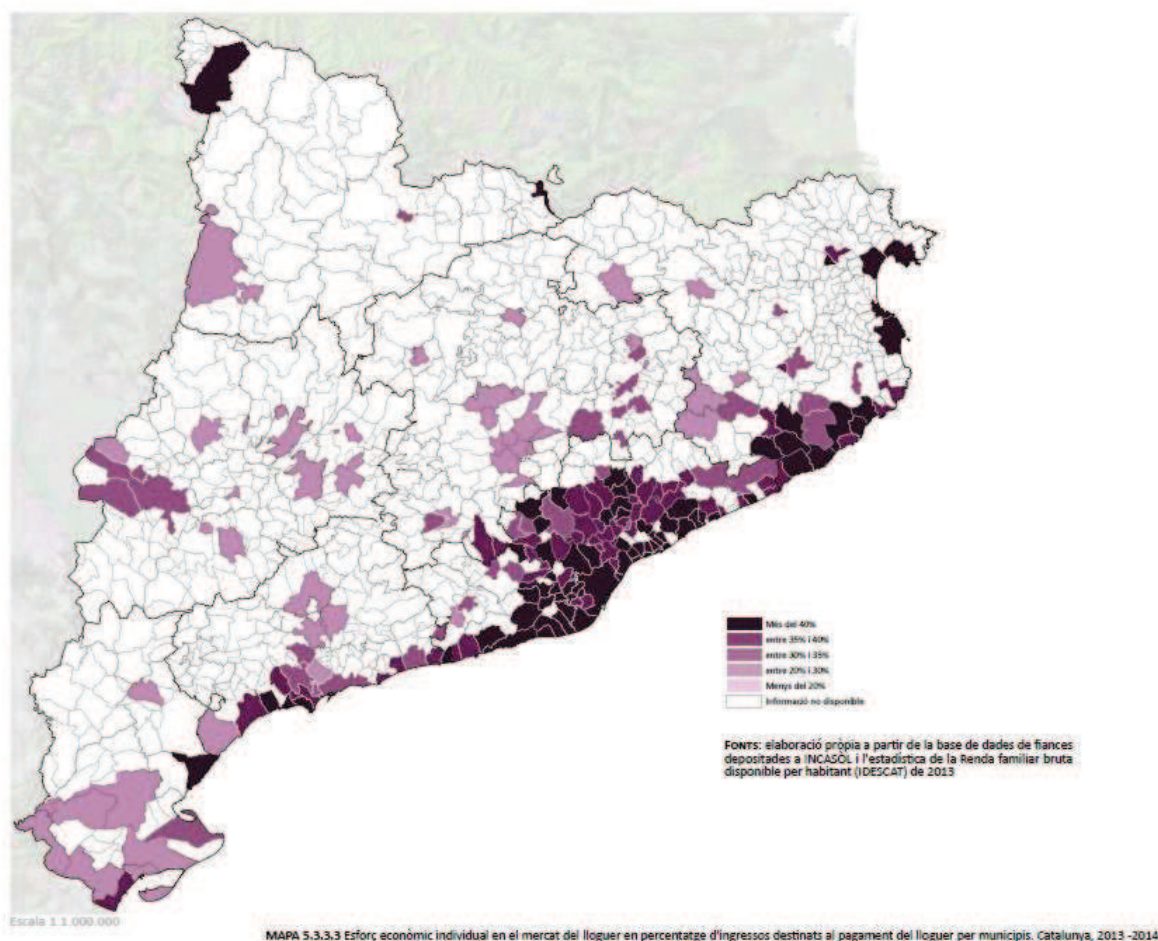 Més del 40%
entre 35% i 40%
entre 30% i 35%
entre 20% i 30%
Menys del 20%
Informació no disponible
FONTS: elaboració pròpia a partir de la base de dades de fiances
depositades a INCASÒL i l'estadística de la Renda familiar bruta
disponible per habitant (IDESCAT) de 2013
Escala 1.1.000.000
MAPA 5.3.3.3 Esforç econòmic individual en el mercat del lloguer en percentatge d'ingressos destinats al pagament del lloguer per municipis. Catalunya, 2013 -2014